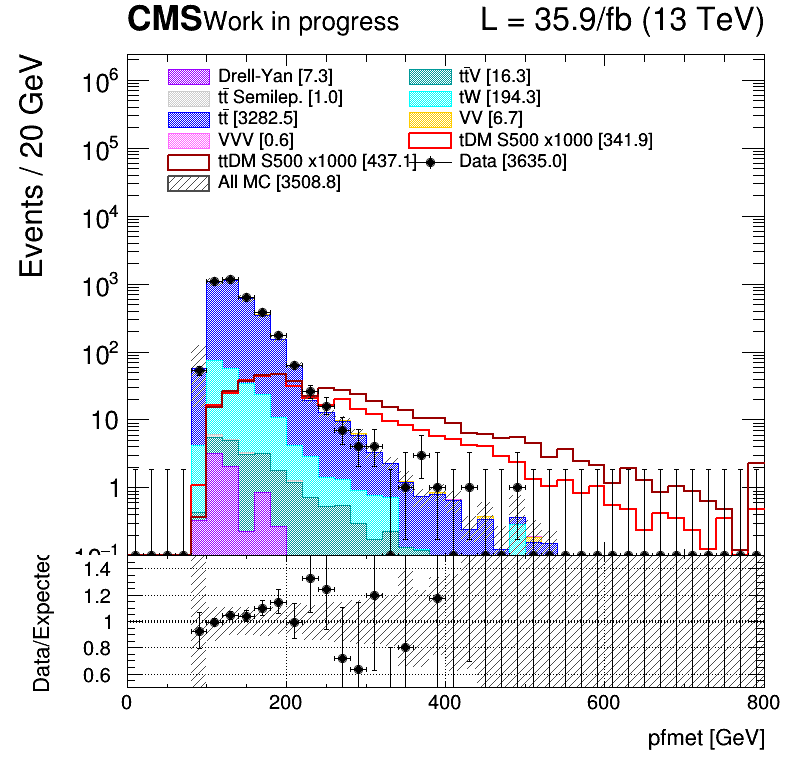 CMS Work in progress L = 35.9/fb (13 TeV)
Events / 20 GeV
10⁶
10⁵
10⁴
10³
10²
10
1
10⁻¹
Drell-Yan [7.3] tt̄V [16.3]
tt̄ Semilep. [1.0] tW [194.3]
tt̄ [3282.5] VV [6.7]
VVV [0.6] tDM S500 x1000 [341.9]
ttDM S500 x1000 [437.1] Data [3635.0]
All MC [3508.8]
Data/Expected
1.4
1.2
1
0.8
0.6
0 200 400 600 800
pfmet [GeV]